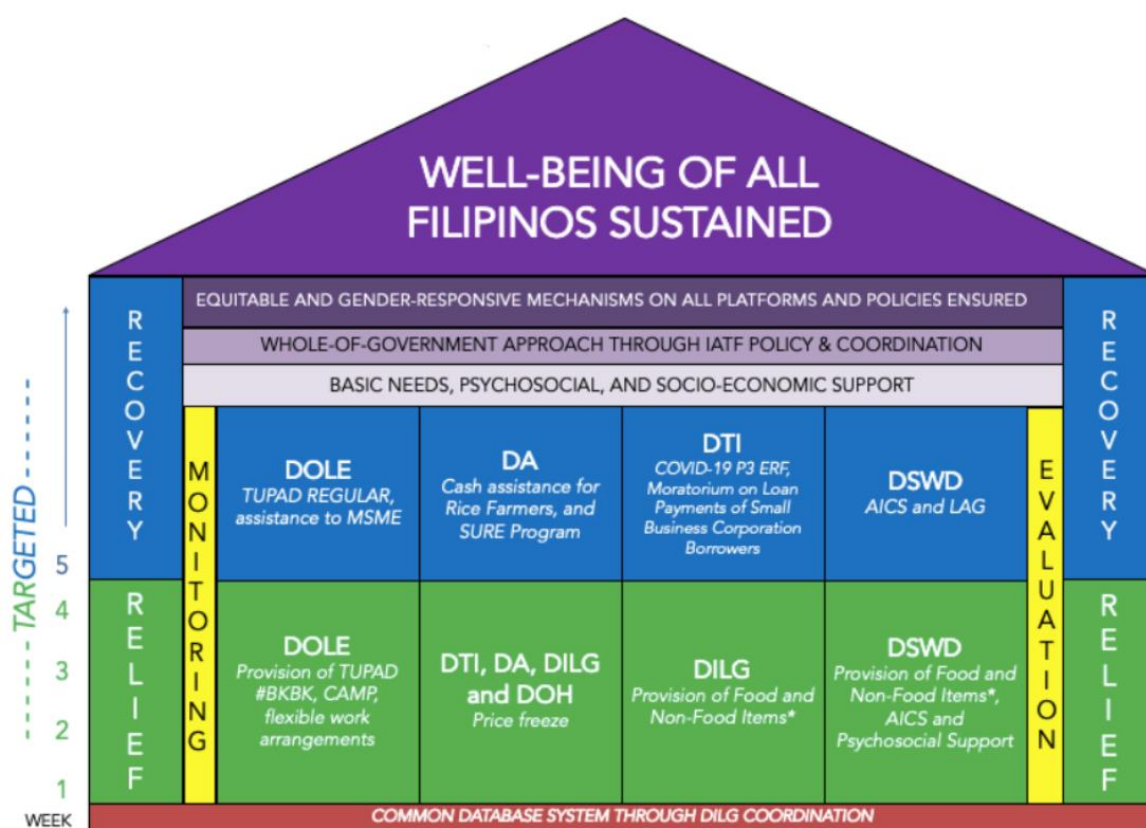 WELL-BEING OF ALL
FILIPINOS SUSTAINED
EQUITABLE AND GENDER-RESPONSIVE MECHANISMS ON ALL PLATFORMS AND POLICIES ENSURED
WHOLE-OF-GOVERNMENT APPROACH THROUGH IATF POLICY & COORDINATION
BASIC NEEDS, PSYCHOSOCIAL, AND SOCIO-ECONOMIC SUPPORT
RECOVERY
RECOVERY
MONITORING
EVALUATION
DOLE
TUPAD REGULAR,
assistance to MSME
DA
Cash assistance for
Rice Farmers, and
SURE Program
DTI
COVID-19 P3 ERF,
Moratorium on Loan
Payments of Small
Business Corporation
Borrowers
DSWD
AICS and LAG
TARGETED
5
4
3
2
1
WEEK
RELIEF
RELIEF
DOLE
Provision of TUPAD
#BKBK, CAMP,
flexible work
arrangements
DTI, DA, DILG
and DOH
Price freeze
DILG
Provision of Food and
Non-Food Items*
DSWD
Provision of Food and
Non-Food Items*,
AICS and
Psychosocial Support
COMMON DATABASE SYSTEM THROUGH DILG COORDINATION